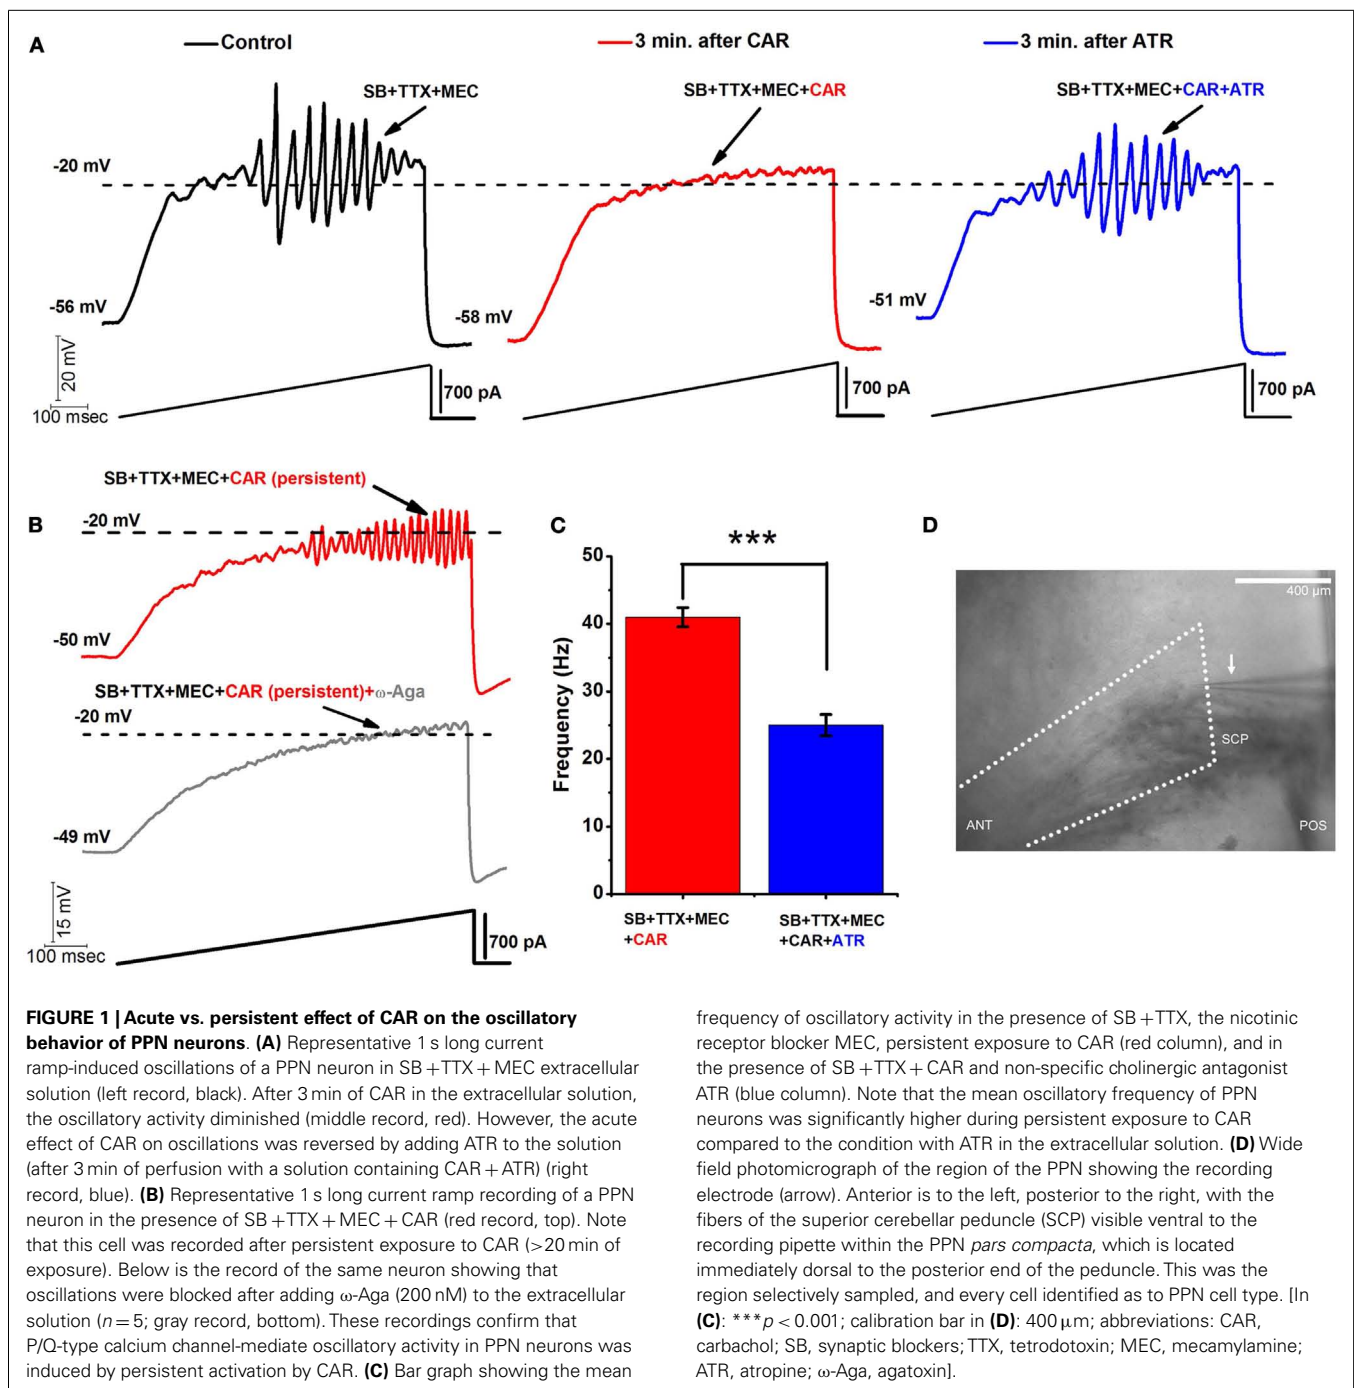 A
Control
3 min. after CAR
3 min. after ATR
SB+TTX+MEC
SB+TTX+MEC+CAR
SB+TTX+MEC+CAR+ATR
-20 mV
-56 mV
-58 mV
-51 mV
20 mV
100 msec
700 pA
700 pA
700 pA
B
SB+TTX+MEC+CAR (persistent)
-20 mV
-50 mV
SB+TTX+MEC+CAR (persistent)+ω-Aga
-20 mV
-49 mV
15 mV
100 msec
700 pA
C
***
Frequency (Hz)
50
40
30
20
10
0
SB+TTX+MEC
+CAR
SB+TTX+MEC
+CAR+ATR
D
400 µm
SCP
ANT
POS
FIGURE 1 | Acute vs. persistent effect of CAR on the oscillatory
behavior of PPN neurons. (A) Representative 1 s long current
ramp-induced oscillations of a PPN neuron in SB+TTX+MEC extracellular
solution (left record, black). After 3 min of CAR in the extracellular solution,
the oscillatory activity diminished (middle record, red). However, the acute
effect of CAR on oscillations was reversed by adding ATR to the solution
(after 3 min of perfusion with a solution containing CAR+ATR) (right
record, blue). (B) Representative 1 s long current ramp recording of a PPN
neuron in the presence of SB+TTX+MEC+CAR (red record, top). Note
that this cell was recorded after persistent exposure to CAR (>20 min of
exposure). Below is the record of the same neuron showing that
oscillations were blocked after adding ω-Aga (200 nM) to the extracellular
solution (n=5; gray record, bottom). These recordings confirm that
P/Q-type calcium channel-mediate oscillatory activity in PPN neurons was
induced by persistent activation by CAR. (C) Bar graph showing the mean
frequency of oscillatory activity in the presence of SB+TTX, the nicotinic
receptor blocker MEC, persistent exposure to CAR (red column), and in
the presence of SB+TTX+CAR and non-specific cholinergic antagonist
ATR (blue column). Note that the mean oscillatory frequency of PPN
neurons was significantly higher during persistent exposure to CAR
compared to the condition with ATR in the extracellular solution. (D) Wide
field photomicrograph of the region of the PPN showing the recording
electrode (arrow). Anterior is to the left, posterior to the right, with the
fibers of the superior cerebellar peduncle (SCP) visible ventral to the
recording pipette within the PPN pars compacta, which is located
immediately dorsal to the posterior end of the peduncle. This was the
region selectively sampled, and every cell identified as to PPN cell type. [In
(C): ***p<0.001; calibration bar in (D): 400 µm; abbreviations: CAR,
carbachol; SB, synaptic blockers; TTX, tetrodotoxin; MEC, mecamylamine;
ATR, atropine; ω-Aga, agatoxin].